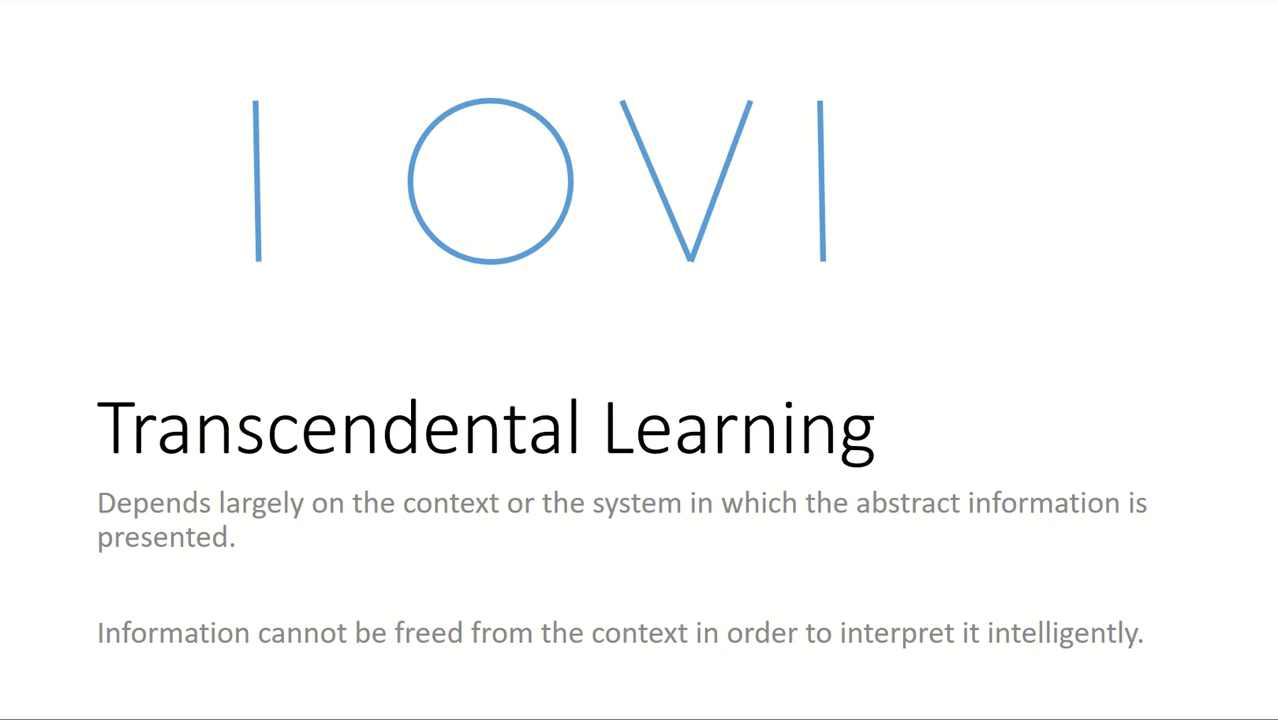 I O V I
Transcendental Learning
Depends largely on the context or the system in which the abstract information is
presented.
Information cannot be freed from the context in order to interpret it intelligently.